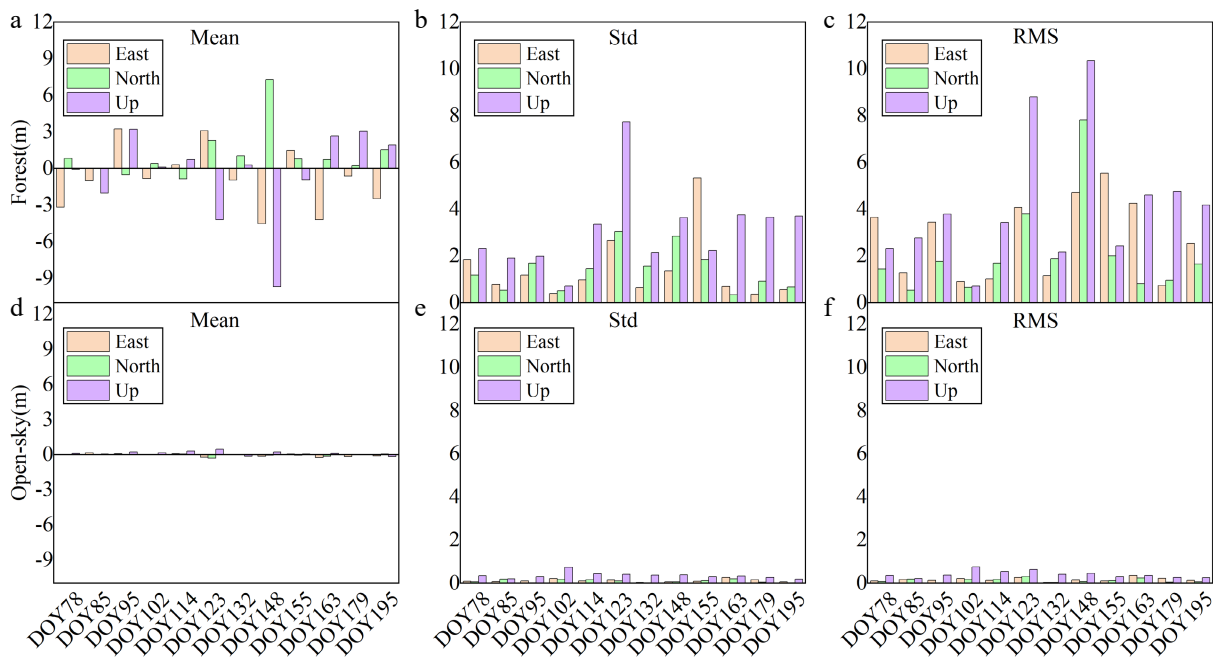 a
Mean
East
North
Up
Forest(m)
12
9
6
3
0
-3
-6
-9
b
Std
East
North
Up
12
10
8
6
4
2
0
c
RMS
East
North
Up
12
10
8
6
4
2
0
d
Mean
East
North
Up
Open-sky(m)
12
9
6
3
0
-3
-6
-9
DOY78
DOY85
DOY95
DOY102
DOY114
DOY123
DOY132
DOY148
DOY155
DOY163
DOY179
DOY195
e
Std
East
North
Up
12
10
8
6
4
2
0
DOY78
DOY85
DOY95
DOY102
DOY114
DOY123
DOY132
DOY148
DOY155
DOY163
DOY179
DOY195
f
RMS
East
North
Up
12
10
8
6
4
2
0
DOY78
DOY85
DOY95
DOY102
DOY114
DOY123
DOY132
DOY148
DOY155
DOY163
DOY179
DOY195